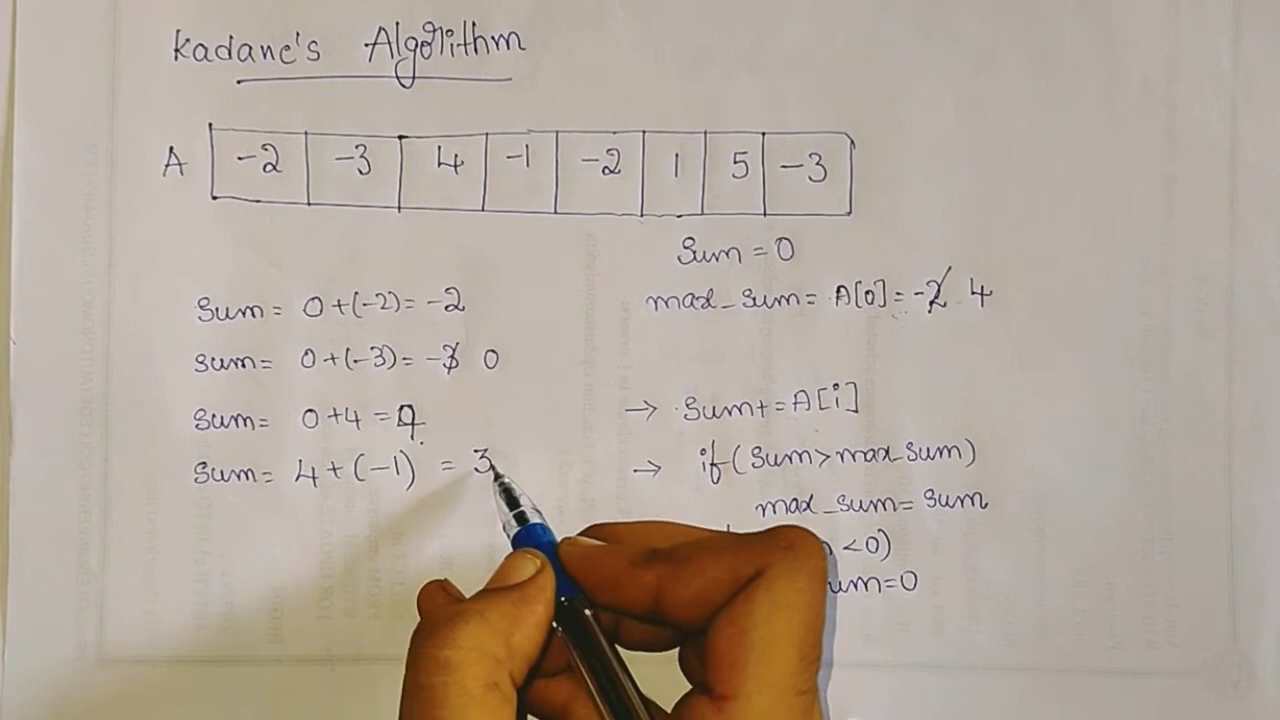 Kadane's Algorithm
A -2 -3 4 -1 -2 1 5 -3
Sum = 0
Sum = 0+(-2) = -2
max_sum = A[0] = -2 4
Sum = 0+(-3) = -3 0
Sum = 0+4 = 4
→ Sum+=A[i]
Sum = 4+(-1) = 3
→ if(Sum>max_sum)
max_sum = Sum
<0)
um=0